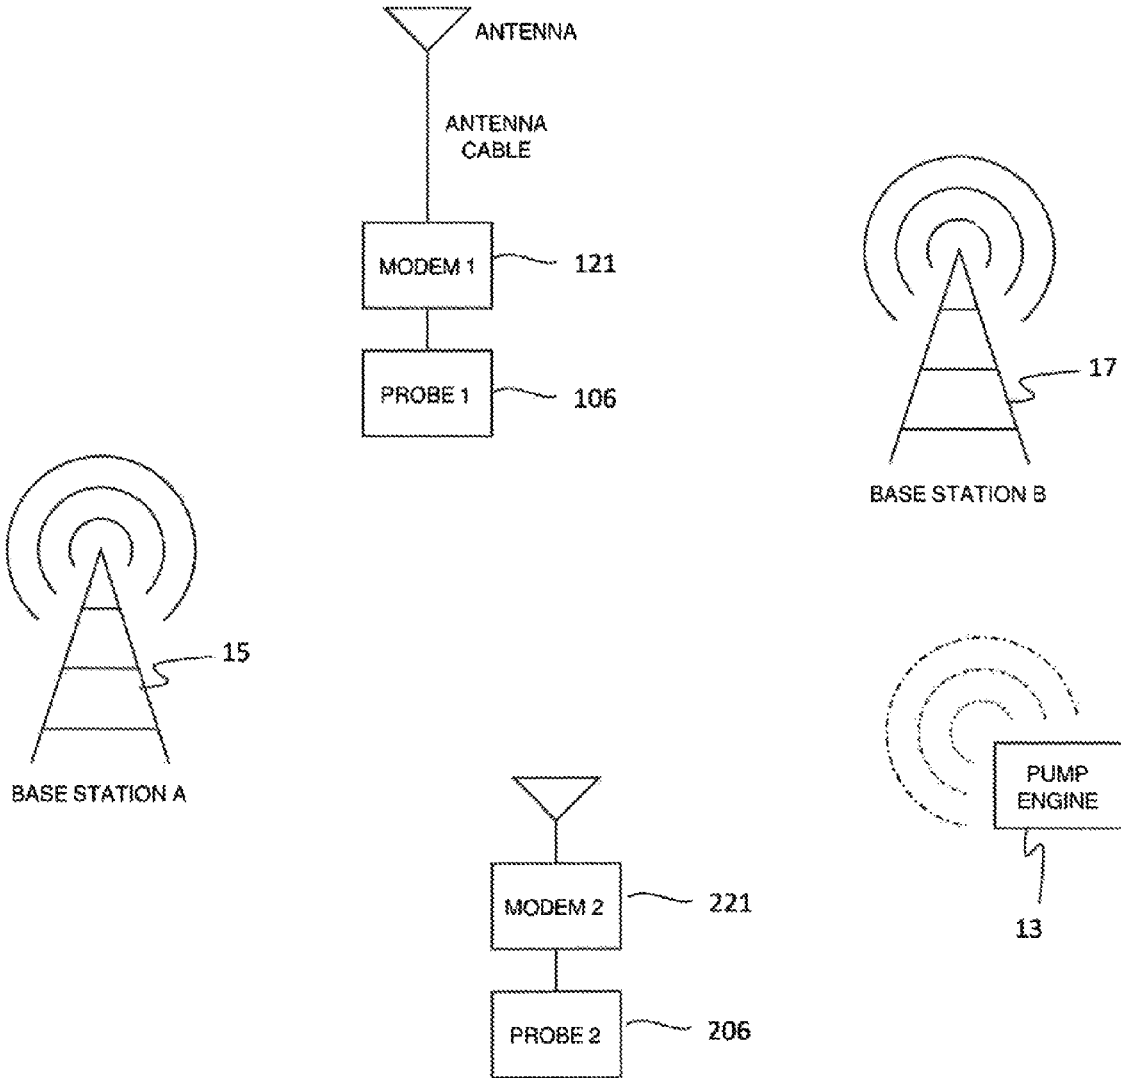 ANTENNA
ANTENNA
CABLE
MODEM 1
121
PROBE 1
106
17
BASE STATION B
15
BASE STATION A
PUMP
ENGINE
13
MODEM 2
221
PROBE 2
206